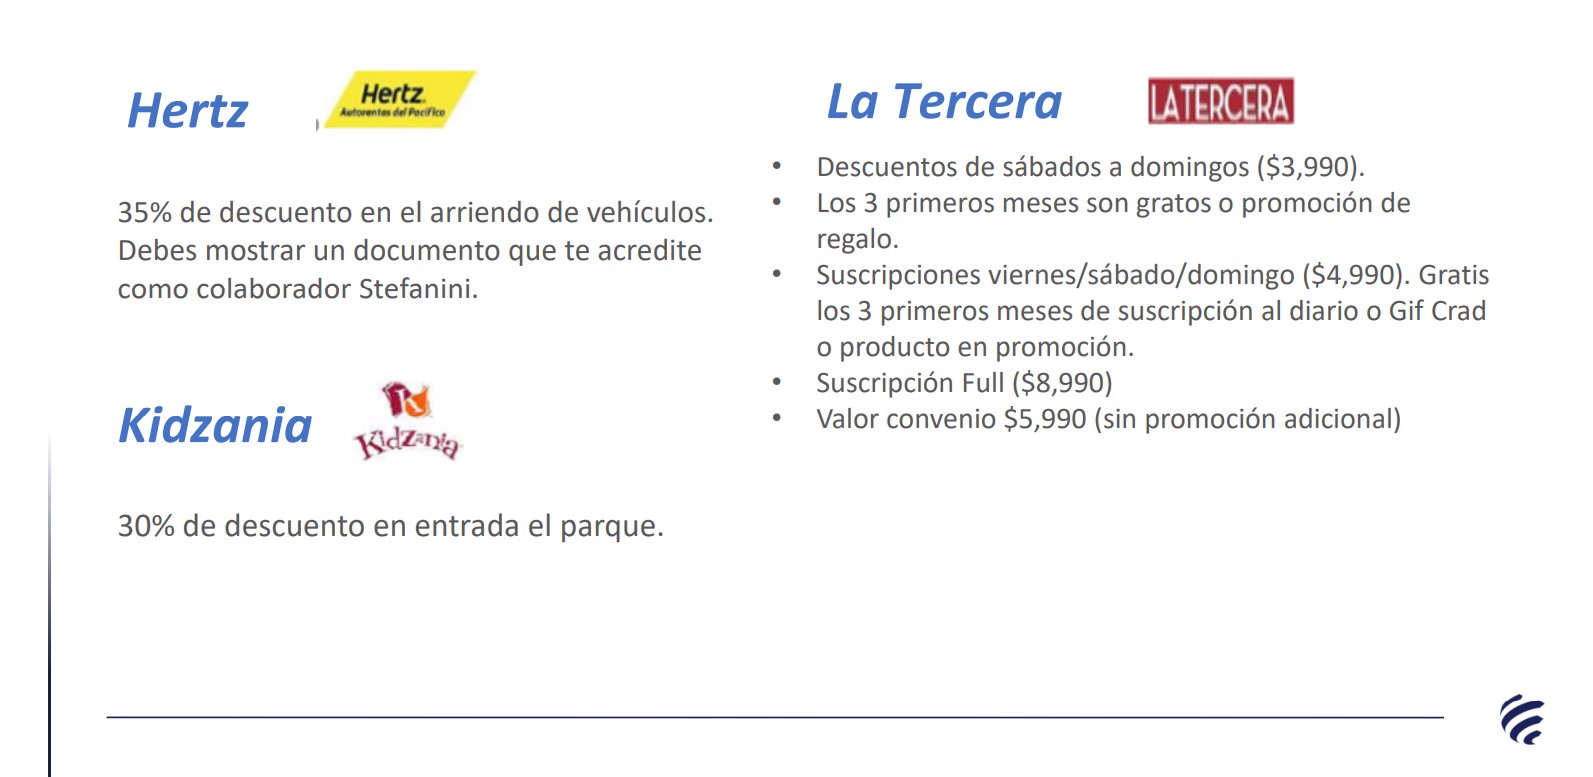 Hertz
Hertz.
Autorentas del Pacífico
35% de descuento en el arriendo de vehículos.
Debes mostrar un documento que te acredite
como colaborador Stefanini.
Kidzania
KidZania
30% de descuento en entrada el parque.
La Tercera
LATERCERA
• Descuentos de sábados a domingos ($3,990).
• Los 3 primeros meses son gratos o promoción de
regalo.
• Suscripciones viernes/sábado/domingo ($4,990). Gratis
los 3 primeros meses de suscripción al diario o Gif Crad
o producto en promoción.
• Suscripción Full ($8,990)
• Valor convenio $5,990 (sin promoción adicional)